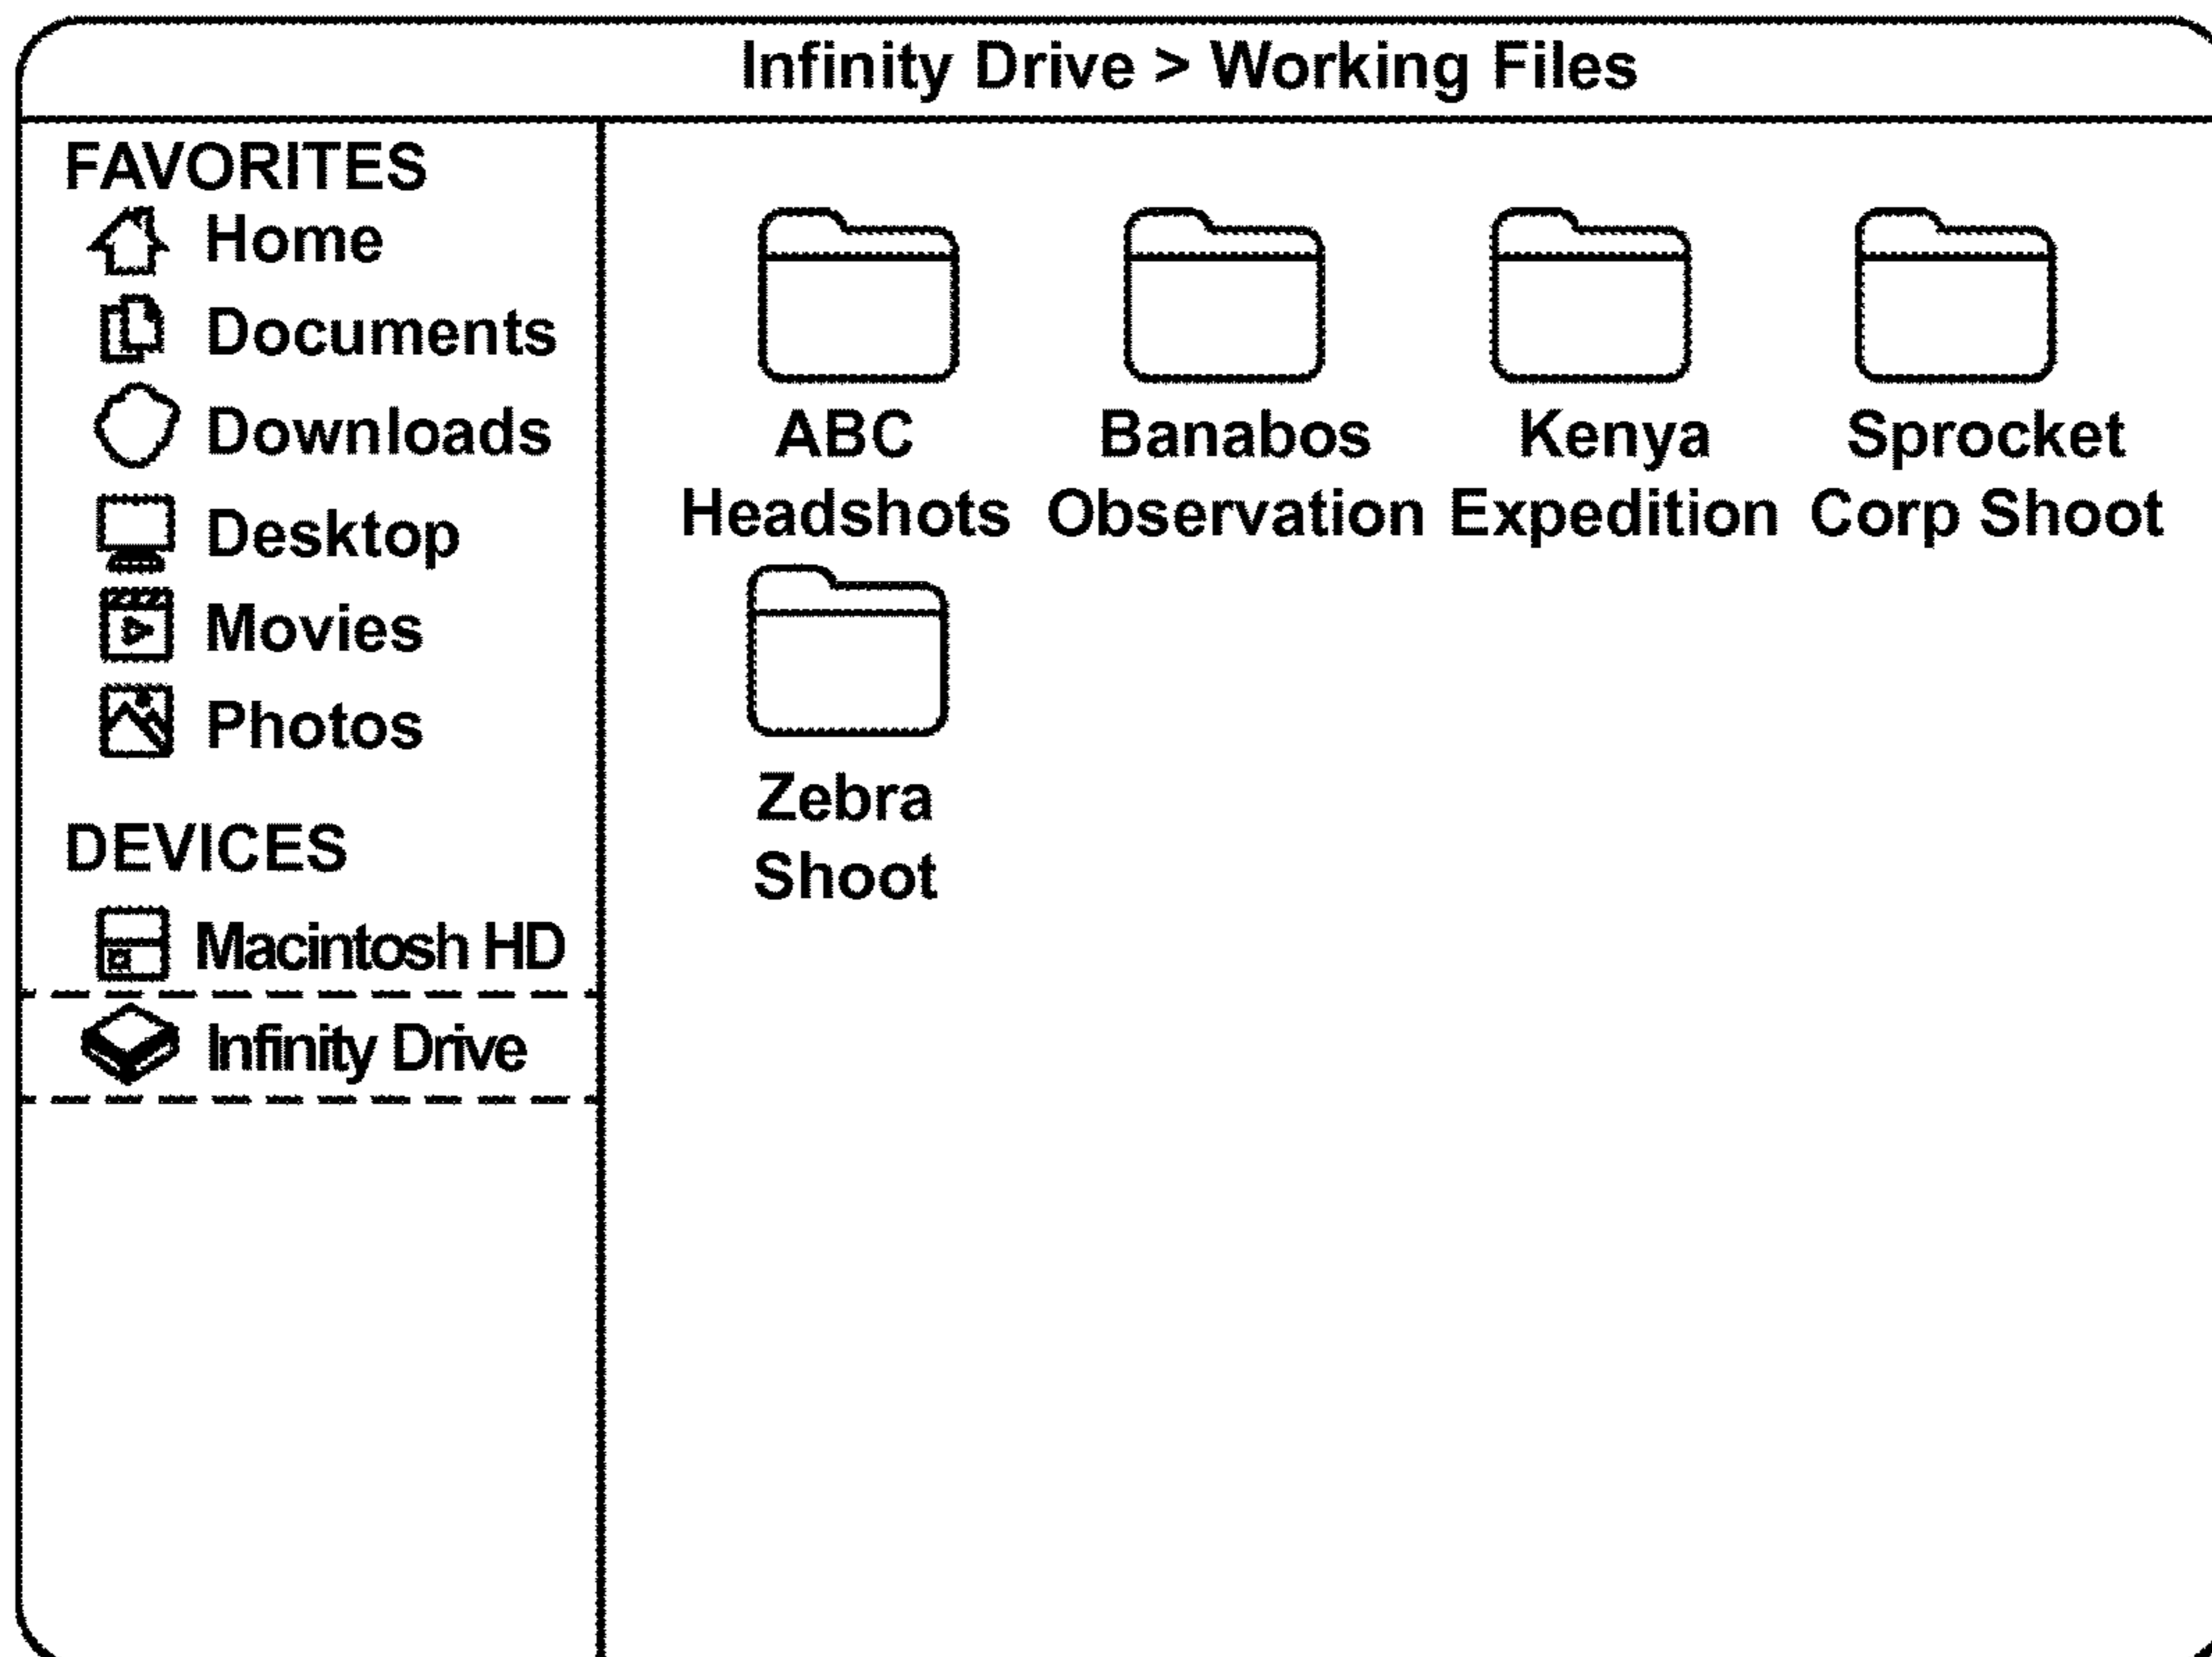 Infinity Drive > Working Files
FAVORITES
Home
Documents
Downloads
Desktop
Movies
Photos
DEVICES
Macintosh HD
Infinity Drive
ABC
Headshots
Banabos
Observation
Kenya
Expedition
Sprocket
Corp Shoot
Zebra
Shoot